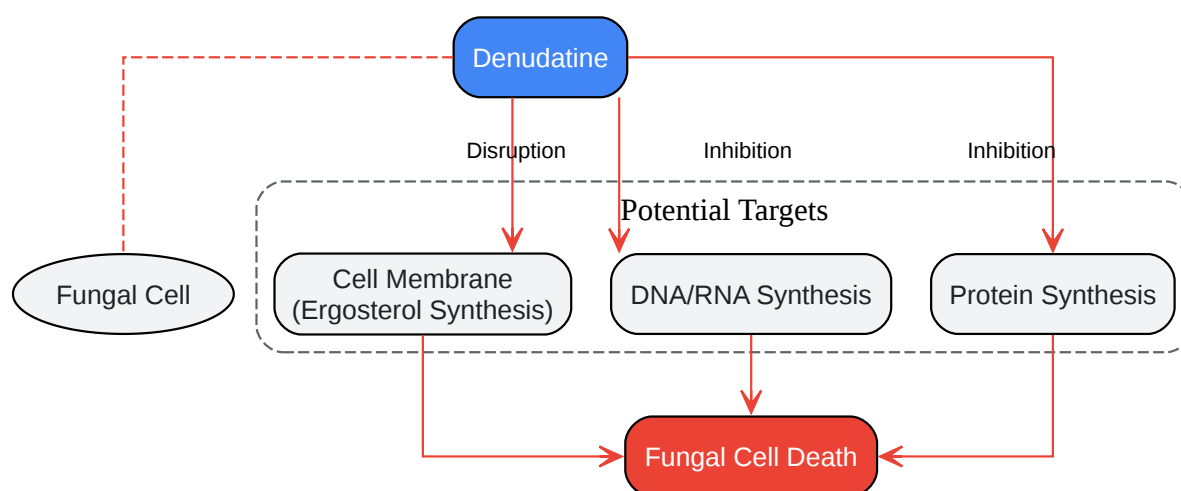 Denudatine
Disruption
Inhibition
Inhibition
Potential Targets
Fungal Cell
Cell Membrane
(Ergosterol Synthesis)
DNA/RNA Synthesis
Protein Synthesis
Fungal Cell Death